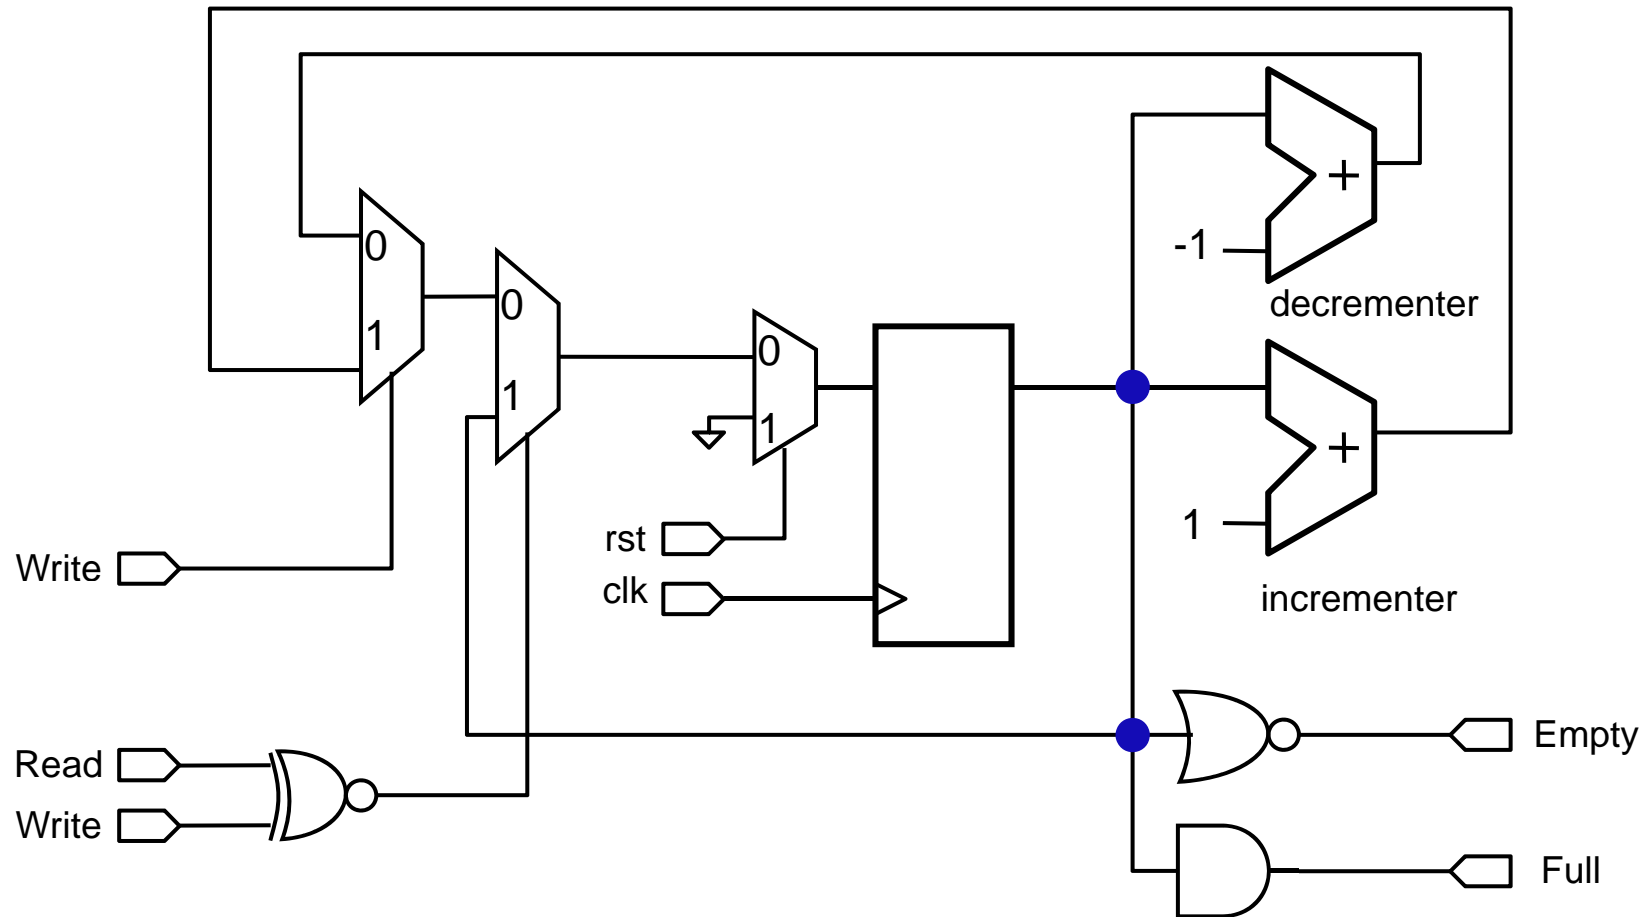 0
1
0
1
0
1
+
-1
decrementer
+
1
incrementer
Write
rst
clk
Read
Write
Empty
Full